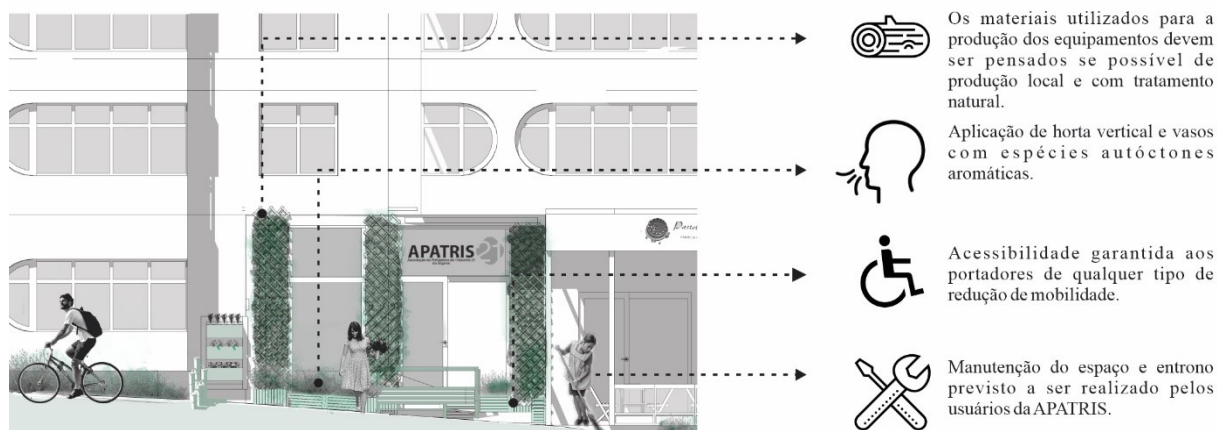 Os materiais utilizados para a
produção dos equipamentos devem
ser pensados se possível de
produção local e com tratamento
natural.
Aplicação de horta vertical e vasos
com espécies autóctones
aromáticas.
APATRIS 21
Acessibilidade garantida aos
portadores de qualquer tipo de
redução de mobilidade.
Manutenção do espaço e entrono
previsto a ser realizado pelos
usuários da APATRIS.